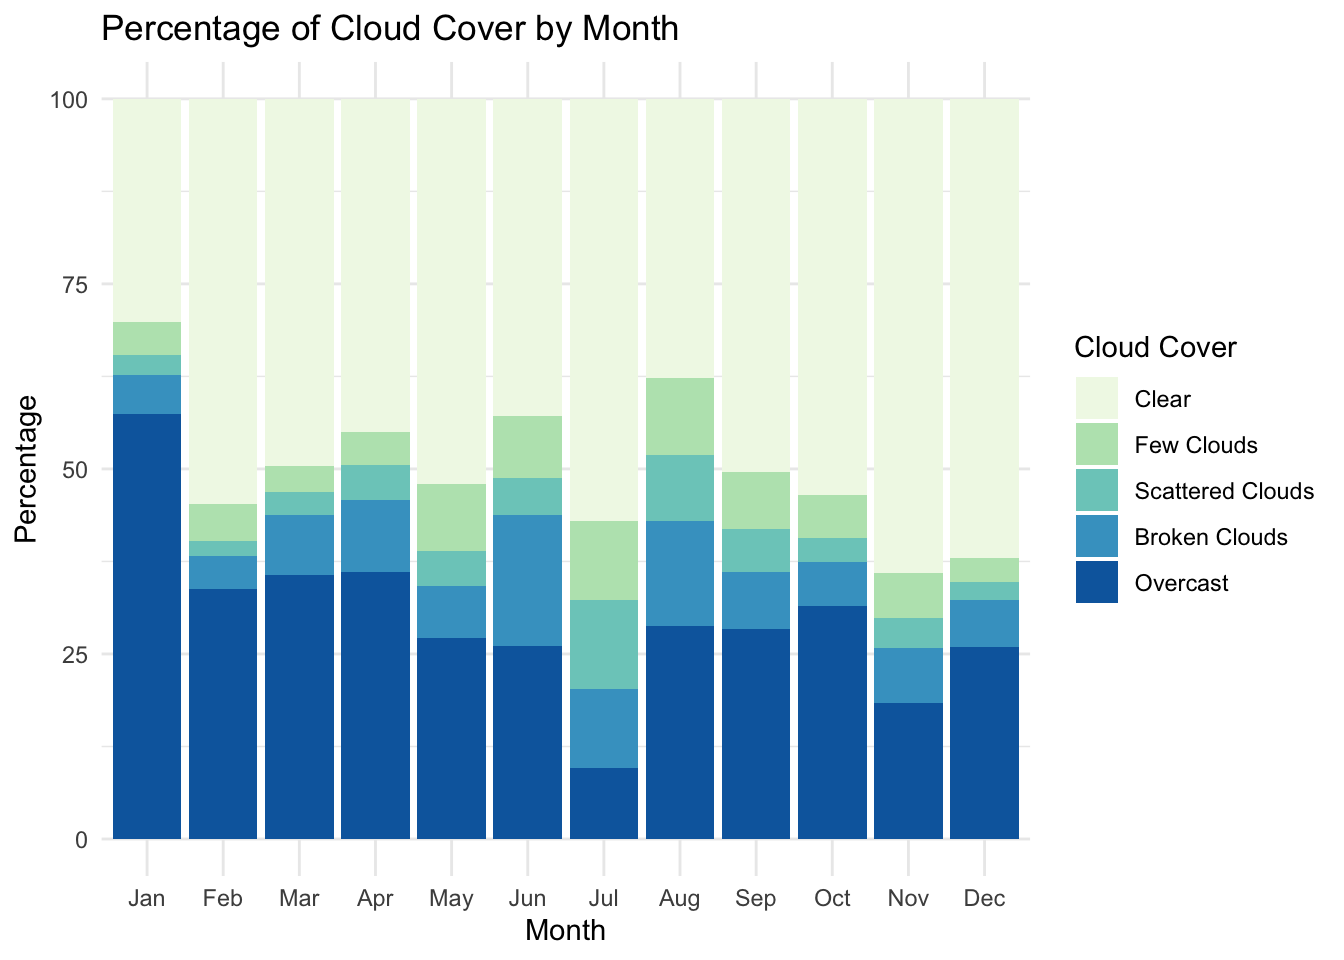 Percentage of Cloud Cover by Month
100
75
50
25
0
Percentage
Jan Feb Mar Apr May Jun Jul Aug Sep Oct Nov Dec
Month
Cloud Cover
Clear
Few Clouds
Scattered Clouds
Broken Clouds
Overcast